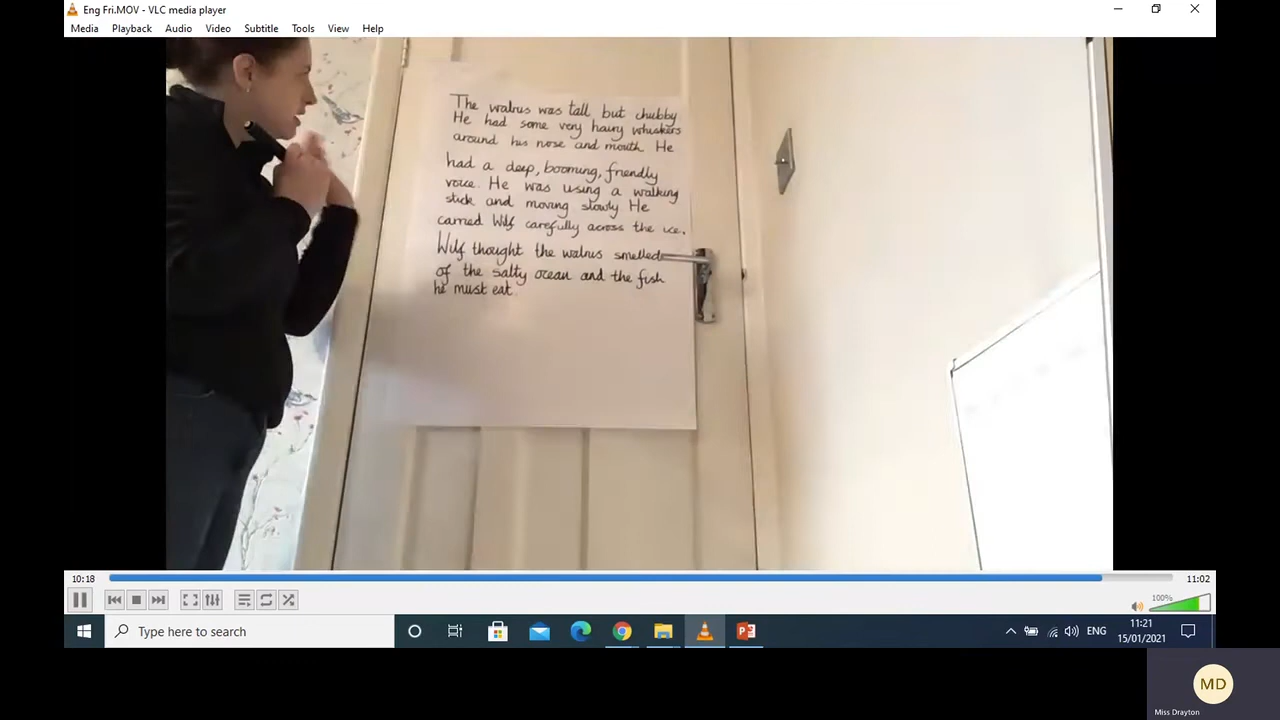 Eng Fri.MOV - VLC media player
Media Playback Audio Video Subtitle Tools View Help
The walrus was tall but chubby
He had some very hairy whiskers
around his nose and mouth. He
had a deep, booming, friendly
voice. He was using a walking
stick and moving slowly. He
carried Wilf carefully across the ice.
Wilf thought the walrus smelled
of the salty ocean and the fish
he must eat.
10:18
11:02
100%
Type here to search
ENG
11:21
15/01/2021
MD
Miss Drayton